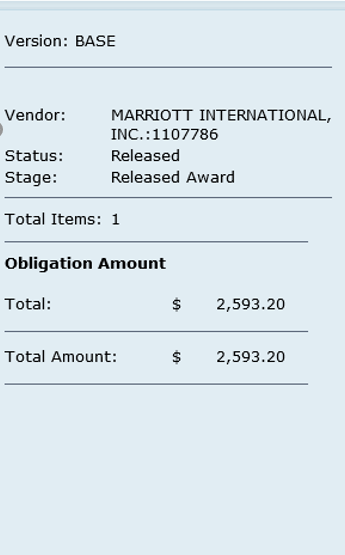 Version: BASE
Vendor: MARRIOTT INTERNATIONAL,
INC.:1107786
Status: Released
Stage: Released Award
Total Items: 1
Obligation Amount
Total: $ 2,593.20
Total Amount: $ 2,593.20